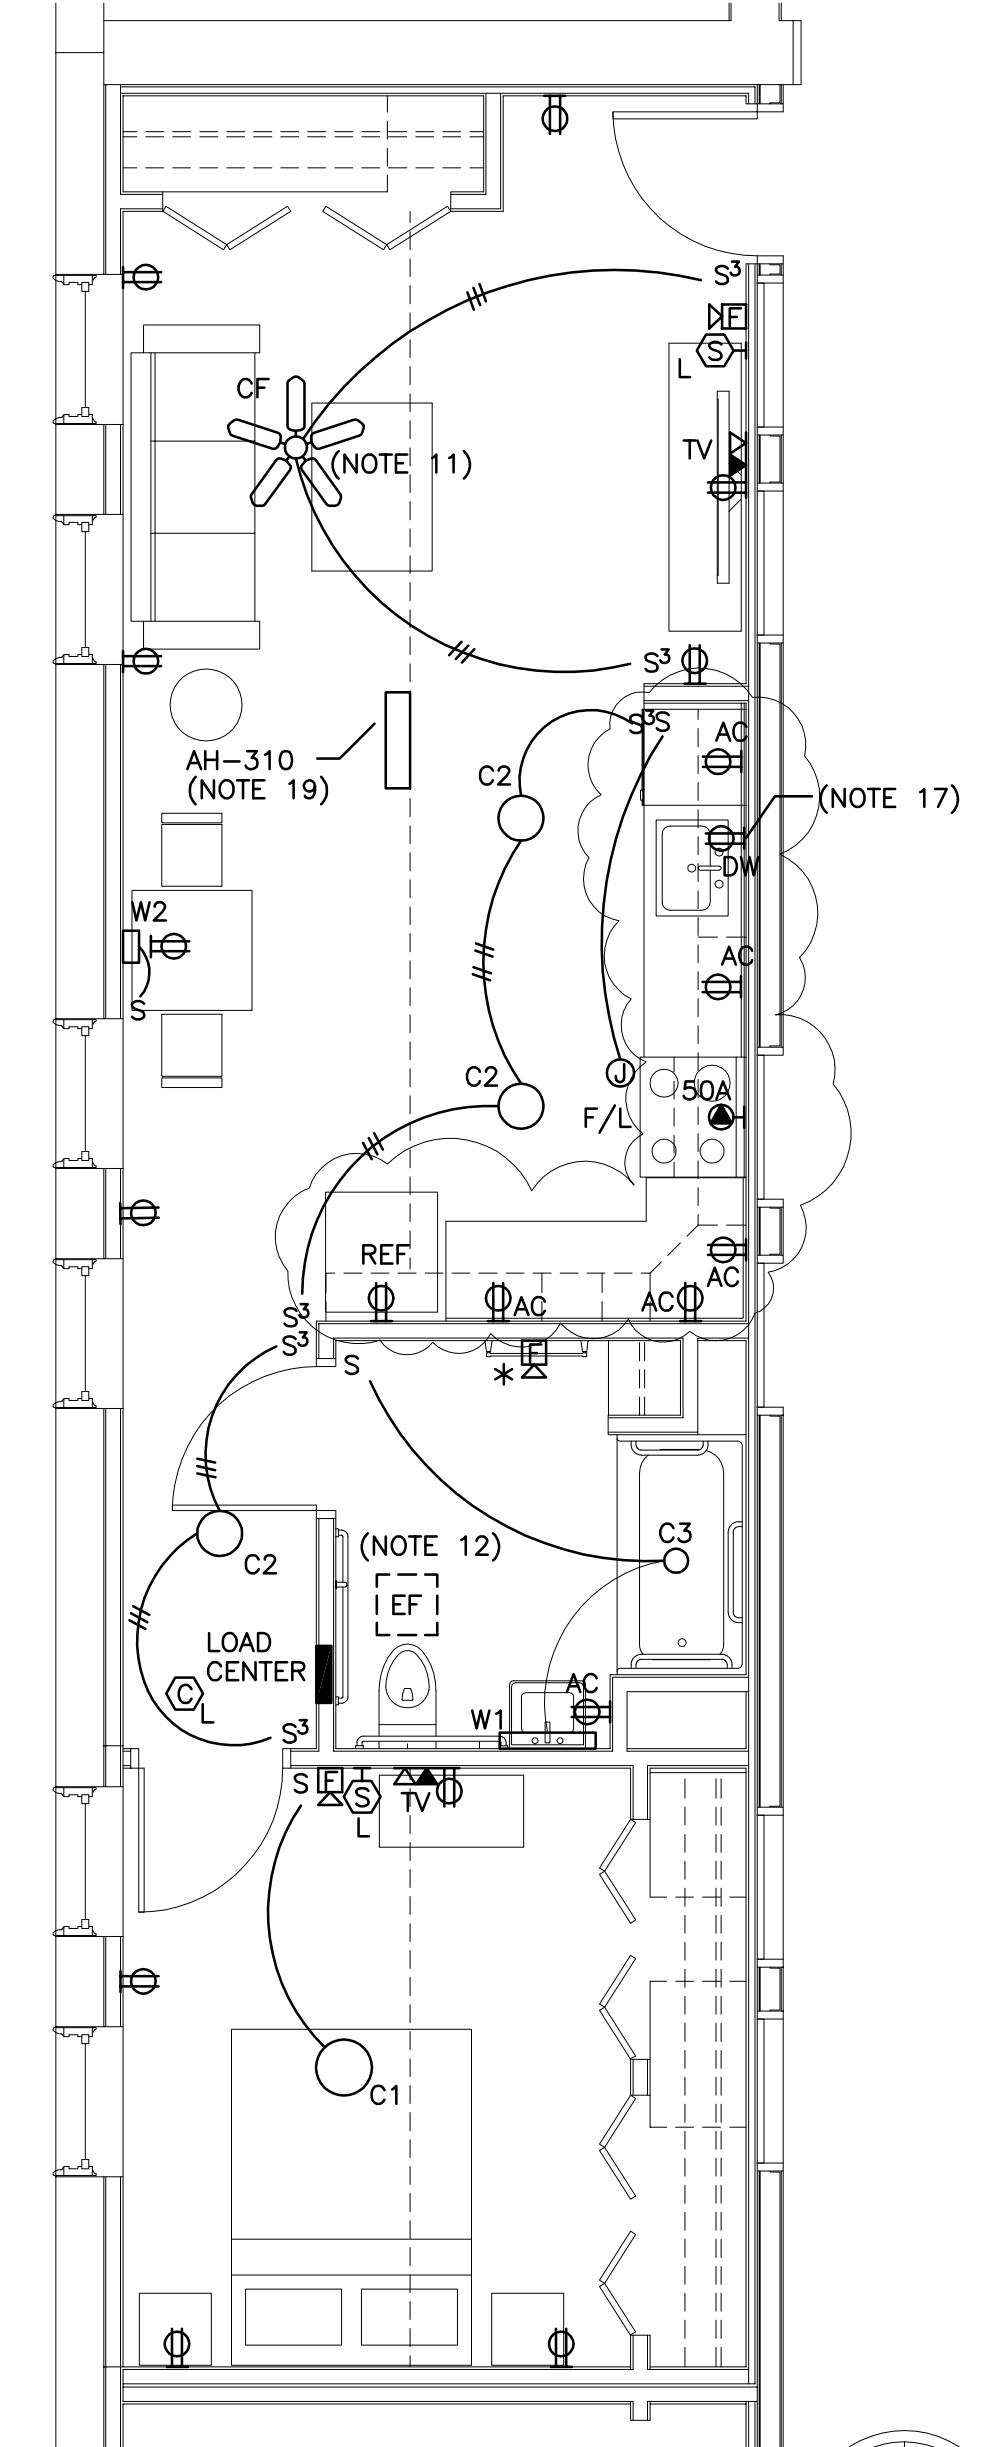 S3
F
S
L
CF
TV
(NOTE 11)
S3
S3S
AC
AH-310
(NOTE 19)
C2
(NOTE 17)
DW
W2
AC
S
C2
J
50A
F/L
REF
AC
AC
AC
S3
S3
S
F
*
(NOTE 12)
C3
C2
EF
LOAD
CENTER
AC
C
L
W1
S3
S
F
S
TV
L
C1